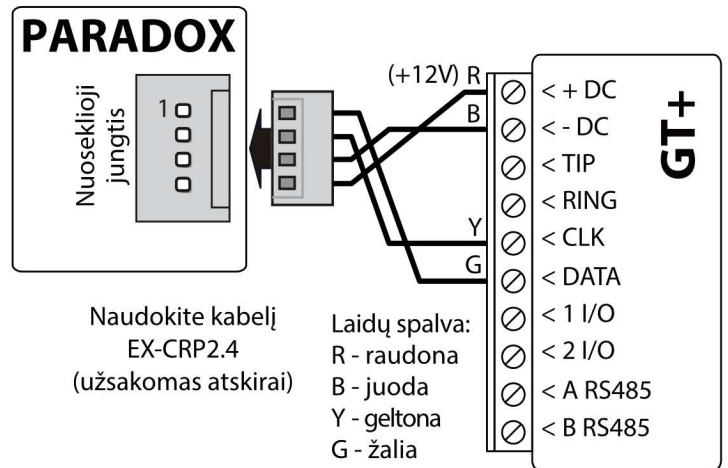 PARADOX
Nuoseklioji
jungtis
1
(+12V) R
B
Y
G
< + DC
< - DC
< TIP
< RING
< CLK
< DATA
< 1 I/O
< 2 I/O
< A RS485
< B RS485
GT+
Naudokite kabelį
EX-CRP2.4
(užsakomas atskirai)
Laidų spalva:
R - raudona
B - juoda
Y - geltona
G - žalia